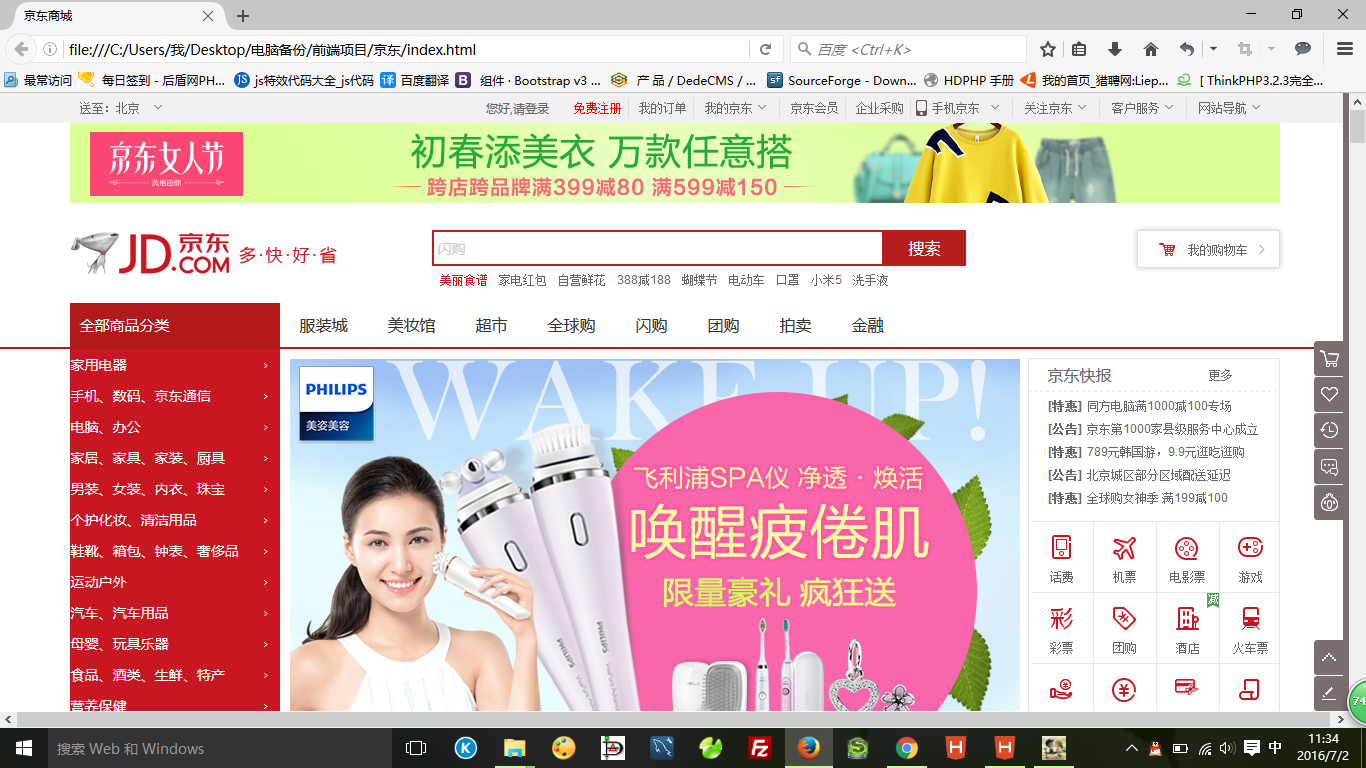 京东商城
file:///C:/Users/我/Desktop/电脑备份/前端项目/京东/index.html
百度 <Ctrl+K>
最常访问 每日签到 - 后盾网PH... js特效代码大全_js代码 百度翻译 组件 · Bootstrap v3 ... 产 品 / DedeCMS / ... SourceForge - Down... HDPHP 手册 我的首页_猎聘网:Liep... [ ThinkPHP3.2.3完全...
送至：北京 您好,请登录 免费注册 我的订单 我的京东 京东会员 企业采购 手机京东 关注京东 客户服务 网站导航
京东女人节
风格由你
初春添美衣 万款任意搭
跨店跨品牌满399减80 满599减150
JD.COM 京东 多·快·好·省
闪购 搜索
我的购物车
美丽食谱 家电红包 自营鲜花 388减188 蝴蝶节 电动车 口罩 小米5 洗手液
全部商品分类 服装城 美妆馆 超市 全球购 闪购 团购 拍卖 金融
家用电器
手机、数码、京东通信
电脑、办公
家居、家具、家装、厨具
男装、女装、内衣、珠宝
个护化妆、清洁用品
鞋靴、箱包、钟表、奢侈品
运动户外
汽车、汽车用品
母婴、玩具乐器
食品、酒类、生鲜、特产
营养保健
PHILIPS
美姿美容
WAKE UP!
飞利浦SPA仪 净透 · 焕活
唤醒疲倦肌
限量豪礼 疯狂送
PHILIPS
PHILIPS
京东快报 更多
[特惠] 同方电脑满1000减100专场
[公告] 京东第1000家县级服务中心成立
[特惠] 789元韩国游，9.9元逛吃逛购
[公告] 北京城区部分区域配送延迟
[特惠] 全球购女神季 满199减100
话费 机票 电影票 游戏
减
彩票 团购 酒店 火车票
74
搜索 Web 和 Windows
中
11:34
2016/7/2